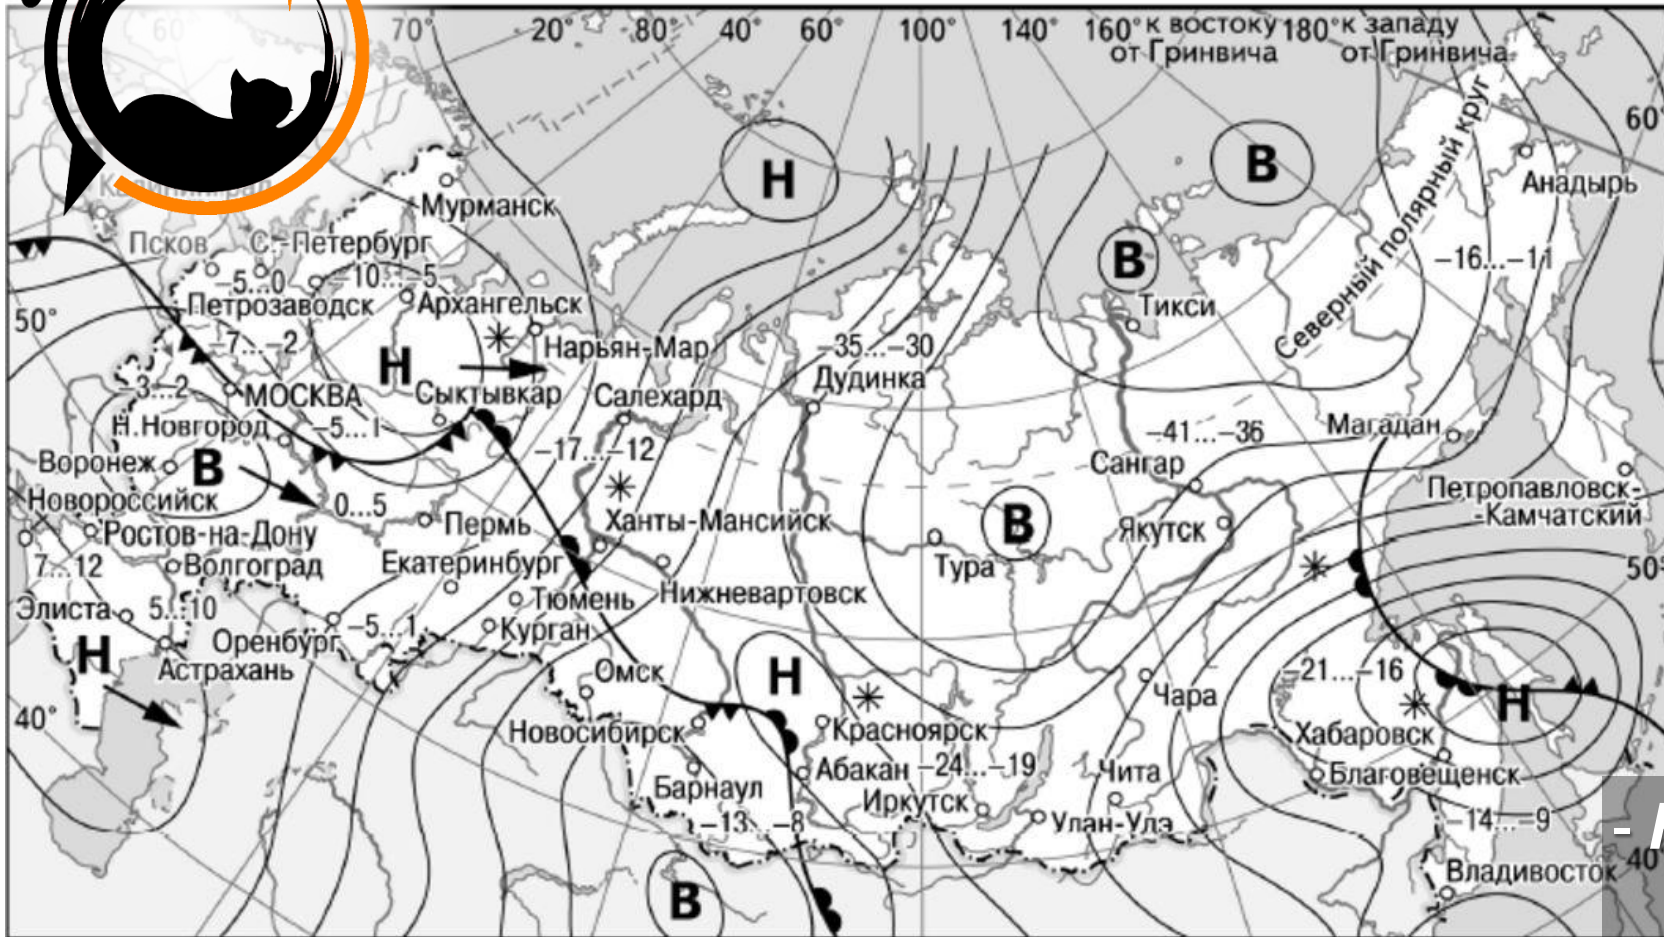 60° 70° 20° 80° 40° 60° 100° 140° 160° к востоку 180° к западу
от Гринвича от Гринвича
60°
Северный полярный круг
В
Н
Анадырь
Калининград
Мурманск
Псков С.-Петербург
В
−16...−11
−5...0 −10...−5
Петрозаводск Архангельск
Тикси
50°
−7...−2
Нарьян-Мар
−35...−30
Н
Дудинка
−3...2 МОСКВА Сыктывкар Салехард
Н.Новгород −5...1
−17...−12
−41...−36 Магадан
Воронеж В
Сангар
Новороссийск 0...5
Петропавловск-
-Камчатский
Ростов-на-Дону Пермь Ханты-Мансийск
В Якутск
7...12 Волгоград Екатеринбург
Тура
50°
Элиста 5...10
Тюмень Нижневартовск
Оренбург −5...1 Курган
Н
Астрахань
Омск Н
−21...−16
Чара
Н
40°
Новосибирск Красноярск
Хабаровск
Барнаул Абакан −24...−19 Чита
Благовещенск
Иркутск
−13...−8 Улан-Удэ
−14...−9
40°
Владивосток
В